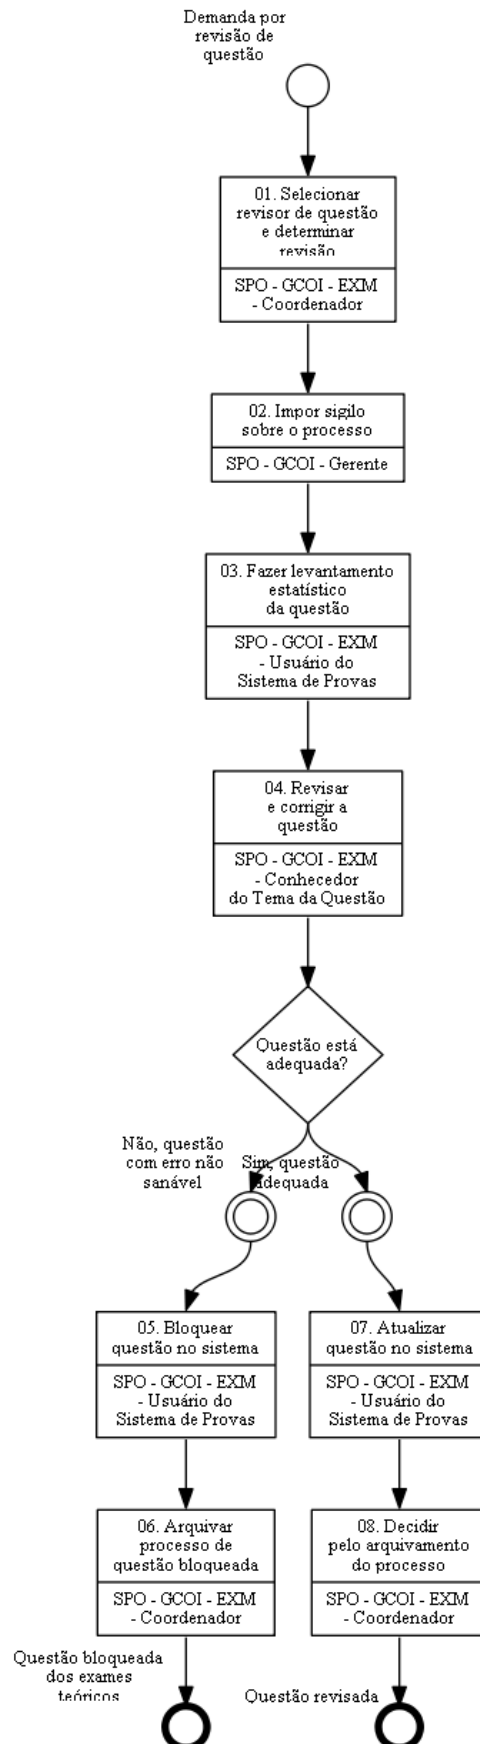 Demanda por
revisão de
questão
01. Selecionar
revisor de questão
e determinar
revisão
SPO - GCOI - EXM
- Coordenador
02. Impor sigilo
sobre o processo
SPO - GCOI - Gerente
03. Fazer levantamento
estatístico
da questão
SPO - GCOI - EXM
- Usuário do
Sistema de Provas
04. Revisar
e corrigir a
questão
SPO - GCOI - EXM
- Conhecedor
do Tema da Questão
Questão está
adequada?
Não, questão
com erro não
sanável
Sim, questão
adequada
05. Bloquear
questão no sistema
SPO - GCOI - EXM
- Usuário do
Sistema de Provas
07. Atualizar
questão no sistema
SPO - GCOI - EXM
- Usuário do
Sistema de Provas
06. Arquivar
processo de
questão bloqueada
SPO - GCOI - EXM
- Coordenador
08. Decidir
pelo arquivamento
do processo
SPO - GCOI - EXM
- Coordenador
Questão bloqueada
dos exames
teóricos
Questão revisada